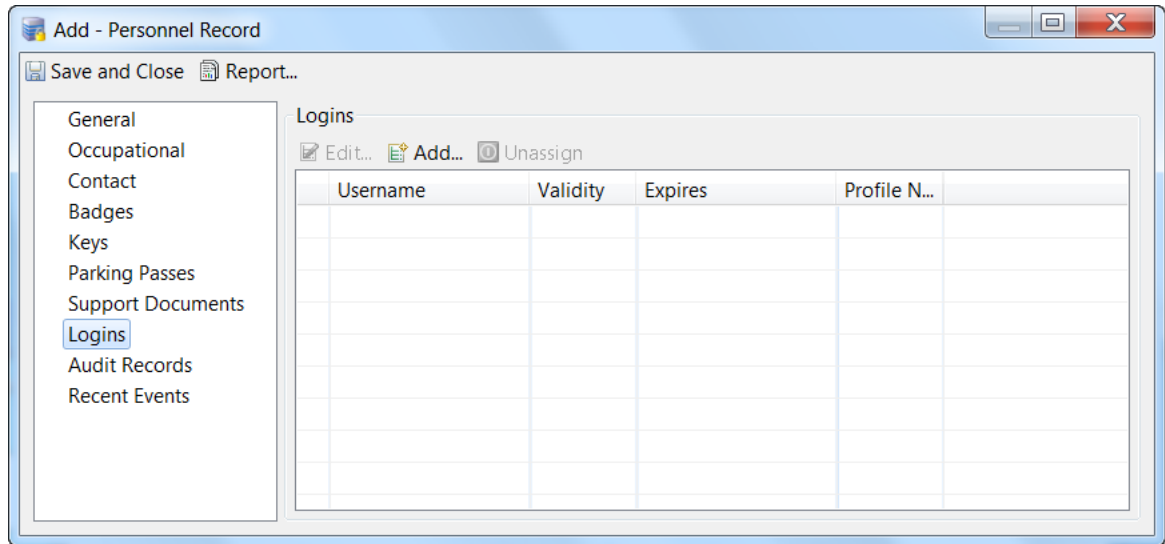 Add - Personnel Record
Save and Close Report...
General
Occupational
Contact
Badges
Keys
Parking Passes
Support Documents
Logins
Audit Records
Recent Events
Logins
Edit... Add... Unassign
Username Validity Expires Profile N...